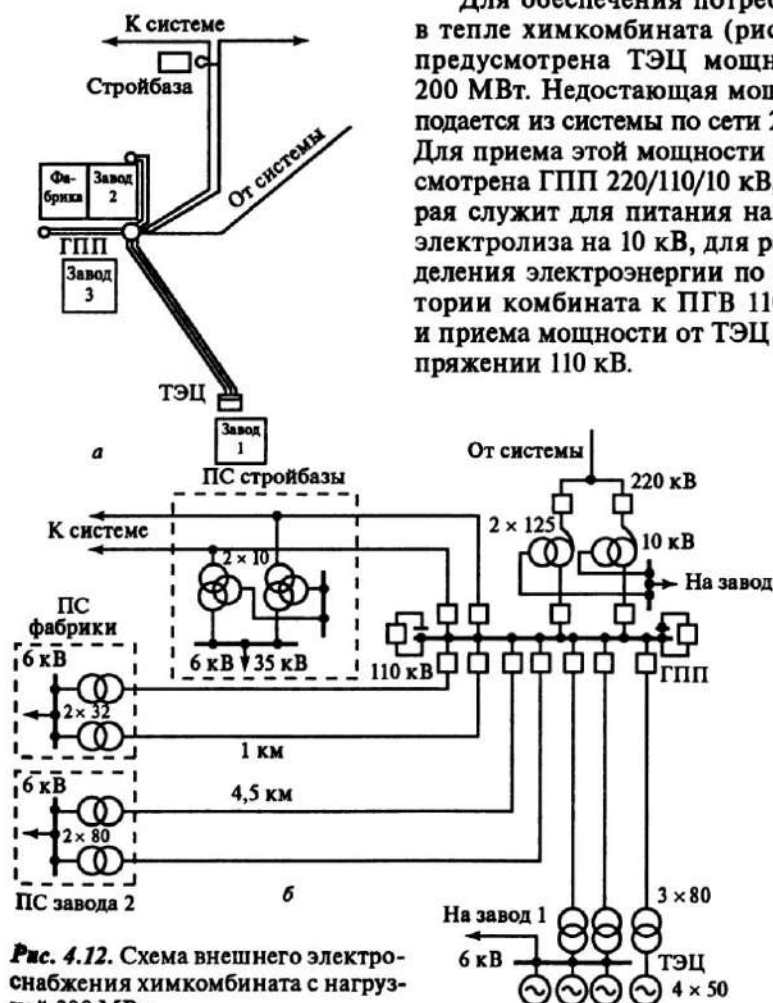 Для обеспечения потреб
в тепле химкомбината (рис
предусмотрена ТЭЦ мощн
200 МВт. Недостающая мощ
подается из системы по сети 2
Для приема этой мощности
смотрена ГПП 220/110/10 кВ,
рая служит для питания на
электролиза на 10 кВ, для р
деления электроэнергии по
тории комбината к ПГВ 11
и приема мощности от ТЭЦ
пряжении 110 кВ.
К системе
Стройбаза
От системы
Фа-
брика
Завод
2
ГПП
Завод
3
ТЭЦ
Завод
1
а
ПС стройбазы
К системе
2 × 10
6 кВ
35 кВ
От системы
220 кВ
2 × 125
10 кВ
На завод
110 кВ
ГПП
ПС
фабрики
6 кВ
2 × 32
1 км
6 кВ
4,5 км
2 × 80
ПС завода 2
б
3 × 80
На завод 1
6 кВ
ТЭЦ
4 × 50
Рис. 4.12. Схема внешнего электро-
снабжения химкомбината с нагруз-